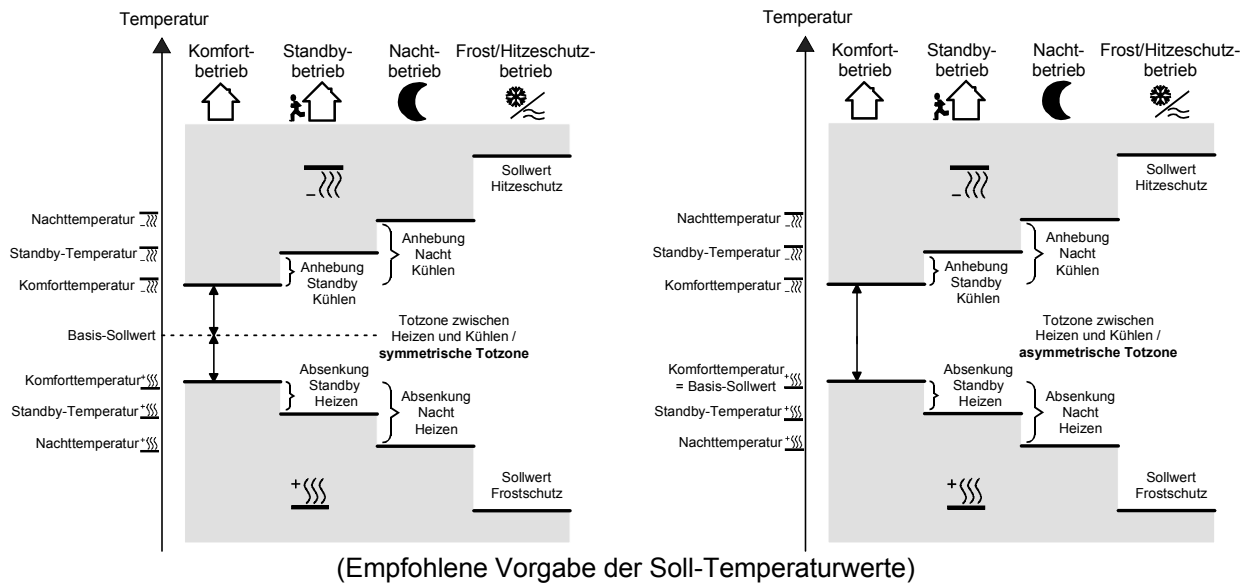 Temperatur
Komfort-
betrieb
Standby-
betrieb
Nacht-
betrieb
Frost/Hitzeschutz-
betrieb
Sollwert
Hitzeschutz
Nachttemperatur
Standby-Temperatur
Komforttemperatur
Anhebung
Standby
Kühlen
Anhebung
Nacht
Kühlen
Basis-Sollwert
Totzone zwischen
Heizen und Kühlen /
symmetrische Totzone
Komforttemperatur
Standby-Temperatur
Nachttemperatur
Absenkung
Standby
Heizen
Absenkung
Nacht
Heizen
Sollwert
Frostschutz
Temperatur
Komfort-
betrieb
Standby-
betrieb
Nacht-
betrieb
Frost/Hitzeschutz-
betrieb
Sollwert
Hitzeschutz
Nachttemperatur
Standby-Temperatur
Komforttemperatur
Anhebung
Standby
Kühlen
Anhebung
Nacht
Kühlen
Totzone zwischen
Heizen und Kühlen /
asymmetrische Totzone
Komforttemperatur
= Basis-Sollwert
Standby-Temperatur
Nachttemperatur
Absenkung
Standby
Heizen
Absenkung
Nacht
Heizen
Sollwert
Frostschutz
(Empfohlene Vorgabe der Soll-Temperaturwerte)